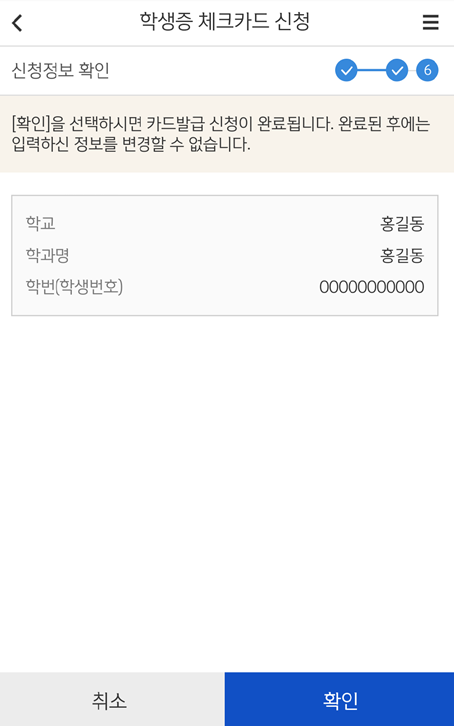 학생증 체크카드 신청
신청정보 확인
6
[확인]을 선택하시면 카드발급 신청이 완료됩니다. 완료된 후에는
입력하신 정보를 변경할 수 없습니다.
학교 홍길동
학과명 홍길동
학번(학생번호) 00000000000
취소 확인